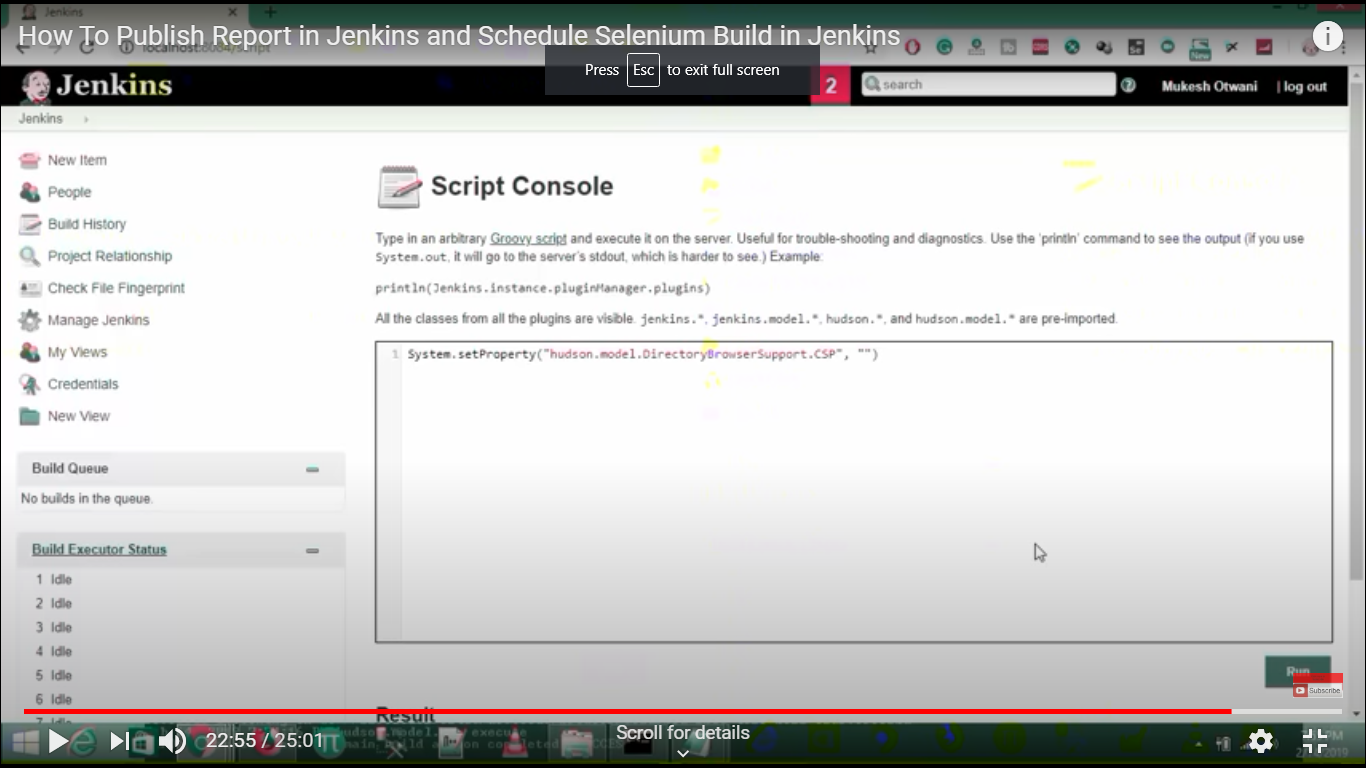 Jenkins
How To Publish Report in Jenkins and Schedule Selenium Build in Jenkins
Press Esc to exit full screen
Jenkins
2
search
Mukesh Otwani
| log out
Jenkins
New Item
People
Build History
Project Relationship
Check File Fingerprint
Manage Jenkins
My Views
Credentials
New View
Build Queue
No builds in the queue.
Build Executor Status
1 Idle
2 Idle
3 Idle
4 Idle
5 Idle
6 Idle
7 Idle
Script Console
Type in an arbitrary Groovy script and execute it on the server. Useful for trouble-shooting and diagnostics. Use the 'println' command to see the output (if you use
System.out, it will go to the server's stdout, which is harder to see.) Example:
println(Jenkins.instance.pluginManager.plugins)
All the classes from all the plugins are visible. jenkins.*, jenkins.model.*, hudson.*, and hudson.model.* are pre-imported.
1 System.setProperty("hudson.model.DirectoryBrowserSupport.CSP", "")
Run
Subscribe
Result
22:55 / 25:01
Scroll for details